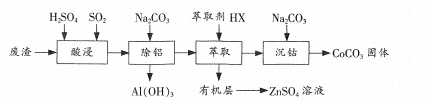 H₂SO₄ SO₂ Na₂CO₃ 萃取剂 HX Na₂CO₃
废渣 酸浸 除铝 萃取 沉钴 CoCO₃ 固体
Al(OH)₃ 有机层 ZnSO₄ 溶液